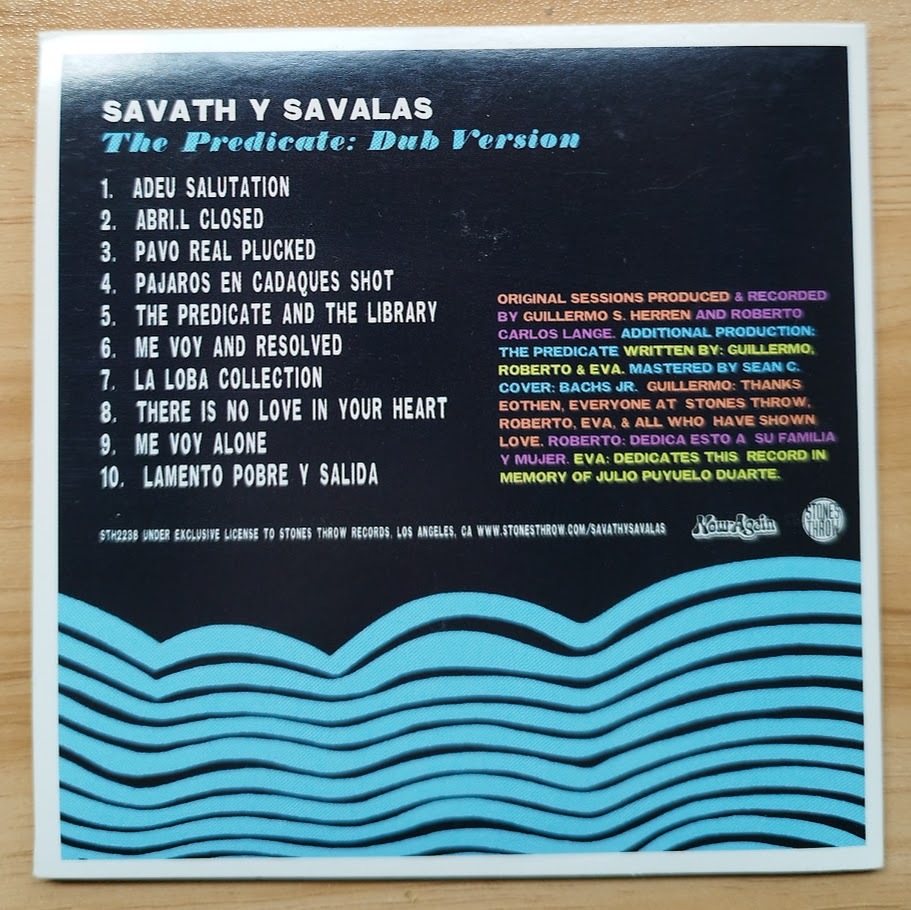 SAVATH Y SAVALAS
The Predicate: Dub Version
1. ADEU SALUTATION
2. ABRI.L CLOSED
3. PAVO REAL PLUCKED
4. PAJAROS EN CADAQUES SHOT
5. THE PREDICATE AND THE LIBRARY
6. ME VOY AND RESOLVED
7. LA LOBA COLLECTION
8. THERE IS NO LOVE IN YOUR HEART
9. ME VOY ALONE
10. LAMENTO POBRE Y SALIDA
ORIGINAL SESSIONS PRODUCED & RECORDED
BY GUILLERMO S. HERREN AND ROBERTO
CARLOS LANGE. ADDITIONAL PRODUCTION:
THE PREDICATE WRITTEN BY: GUILLERMO,
ROBERTO & EVA. MASTERED BY SEAN C.
COVER: BACHS JR. GUILLERMO: THANKS
EOTHEN, EVERYONE AT STONES THROW,
ROBERTO, EVA, & ALL WHO HAVE SHOWN
LOVE. ROBERTO: DEDICA ESTO A SU FAMILIA
Y MUJER. EVA: DEDICATES THIS RECORD IN
MEMORY OF JULIO PUYUELO DUARTE.
STH2238 UNDER EXCLUSIVE LICENSE TO STONES THROW RECORDS, LOS ANGELES, CA WWW.STONESTHROW.COM/SAVATHYSAVALAS
Now-Again
STONES
THROW